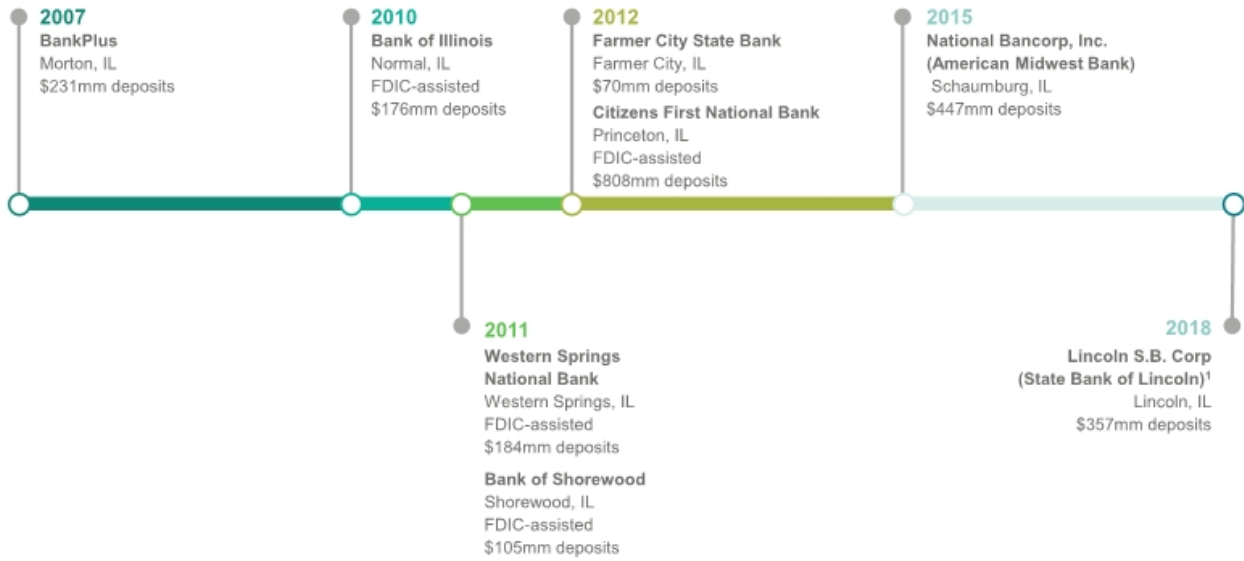 2007
BankPlus
Morton, IL
$231mm deposits
2010
Bank of Illinois
Normal, IL
FDIC-assisted
$176mm deposits
2012
Farmer City State Bank
Farmer City, IL
$70mm deposits
Citizens First National Bank
Princeton, IL
FDIC-assisted
$808mm deposits
2015
National Bancorp, Inc.
(American Midwest Bank)
Schaumburg, IL
$447mm deposits
2011
Western Springs
National Bank
Western Springs, IL
FDIC-assisted
$184mm deposits
Bank of Shorewood
Shorewood, IL
FDIC-assisted
$105mm deposits
2018
Lincoln S.B. Corp
(State Bank of Lincoln)¹
Lincoln, IL
$357mm deposits